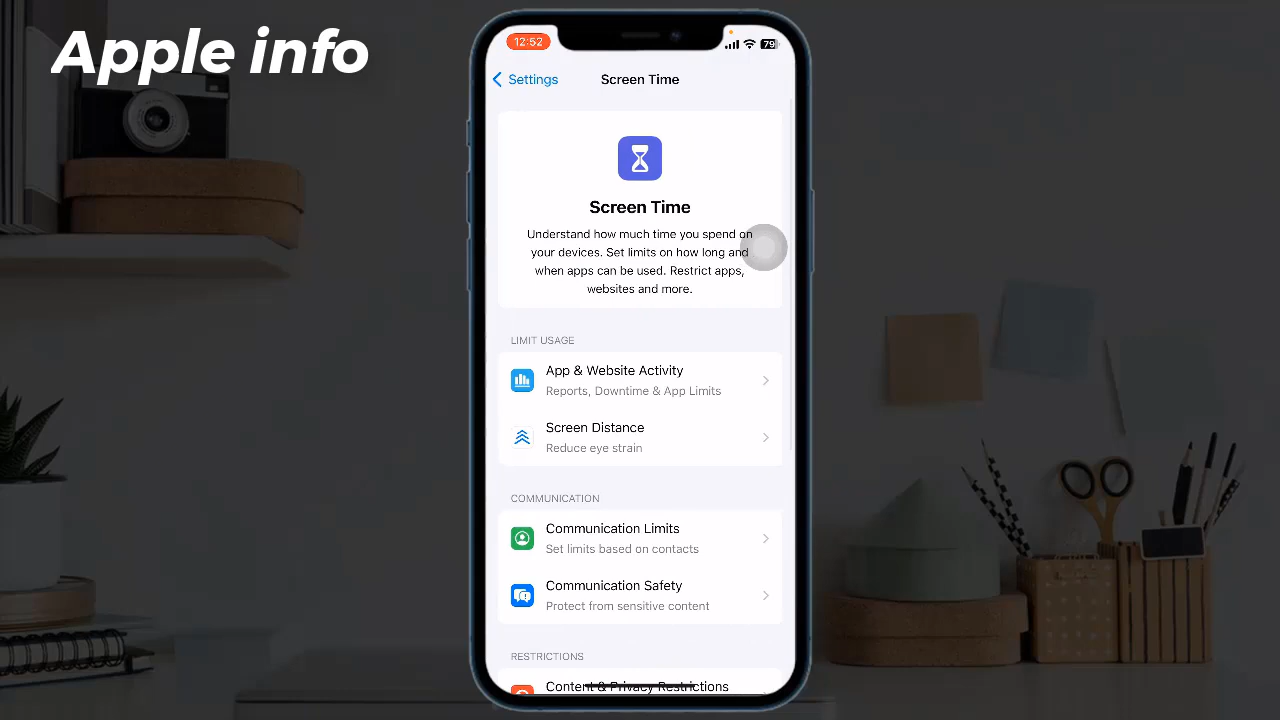 Apple info
12:52
79
Settings
Screen Time
Screen Time
Understand how much time you spend on
your devices. Set limits on how long and
when apps can be used. Restrict apps,
websites and more.
LIMIT USAGE
App & Website Activity
Reports, Downtime & App Limits
Screen Distance
Reduce eye strain
COMMUNICATION
Communication Limits
Set limits based on contacts
Communication Safety
Protect from sensitive content
RESTRICTIONS
Content & Privacy Restrictions